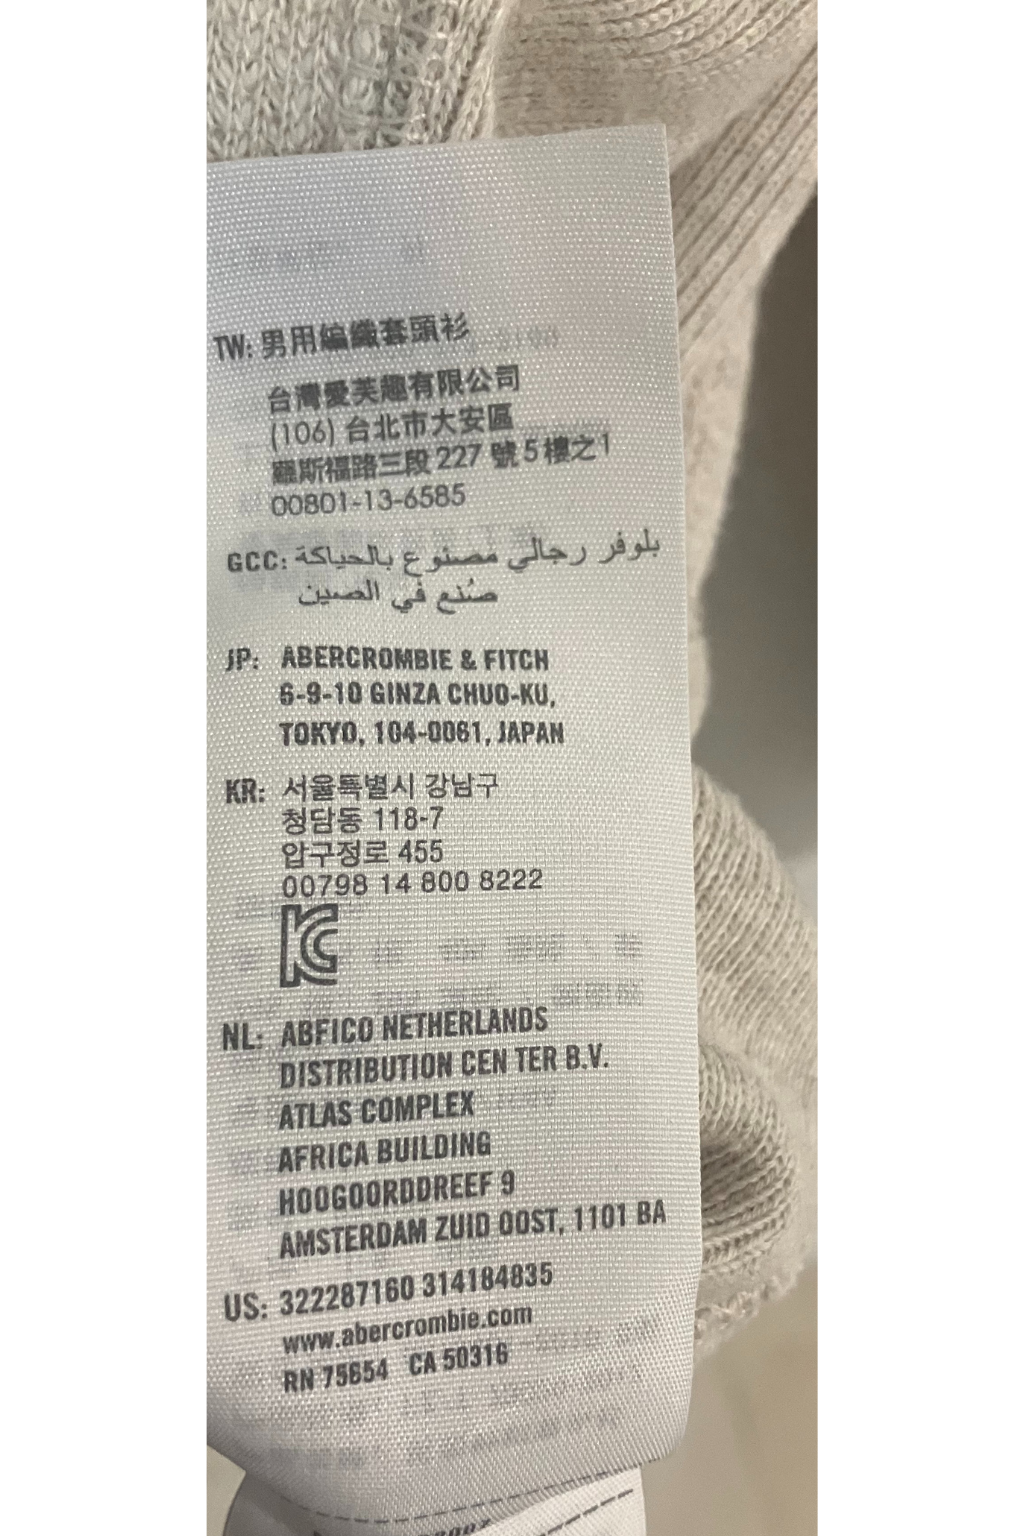 TW: 男用編織套頭衫
台灣愛芙趣有限公司
(106) 台北市大安區
羅斯福路三段 227 號 5 樓之 1
00801-13-6585
GCC: بلوفر رجالي مصنوع بالحياكة
صُنع في الصين
JP: ABERCROMBIE & FITCH
6-9-10 GINZA CHUO-KU,
TOKYO, 104-0061, JAPAN
KR: 서울특별시 강남구
청담동 118-7
압구정로 455
00798 14 800 8222
KC
NL: ABFICO NETHERLANDS
DISTRIBUTION CEN TER B.V.
ATLAS COMPLEX
AFRICA BUILDING
HOOGOORDDREEF 9
AMSTERDAM ZUID OOST, 1101 BA
US: 322287160 314184835
www.abercrombie.com
RN 75654 CA 50316